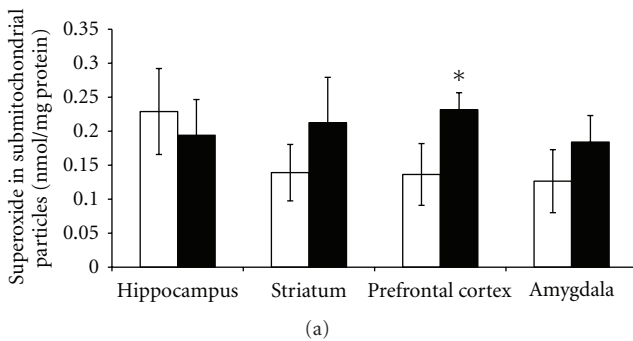 Superoxide in submitochondrial
particles (nmol/mg protein)
0.35
0.3
0.25
0.2
0.15
0.1
0.05
0
*
Hippocampus Striatum Prefrontal cortex Amygdala
(a)